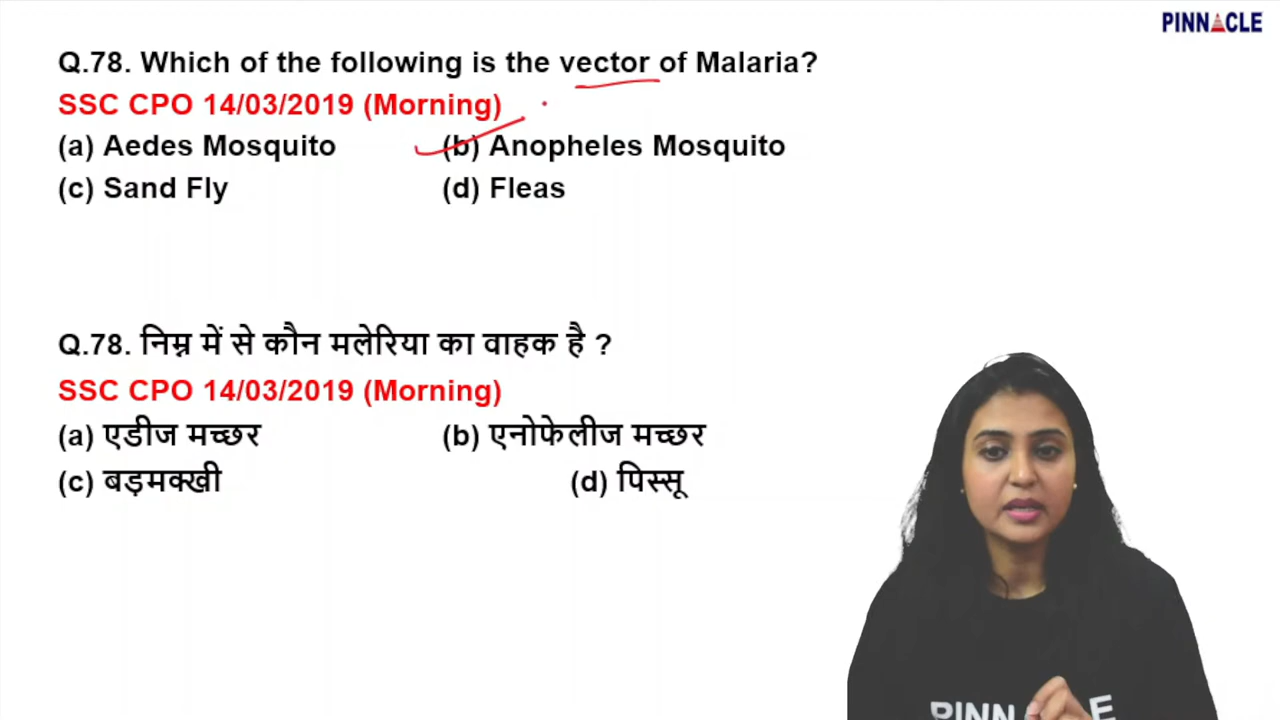 PINNACLE
Q.78. Which of the following is the vector of Malaria?
SSC CPO 14/03/2019 (Morning)
(a) Aedes Mosquito (b) Anopheles Mosquito
(c) Sand Fly (d) Fleas
Q.78. निम्न में से कौन मलेरिया का वाहक है ?
SSC CPO 14/03/2019 (Morning)
(a) एडीज मच्छर (b) एनोफेलीज मच्छर
(c) बड़मक्खी (d) पिस्सू
PINNACLE